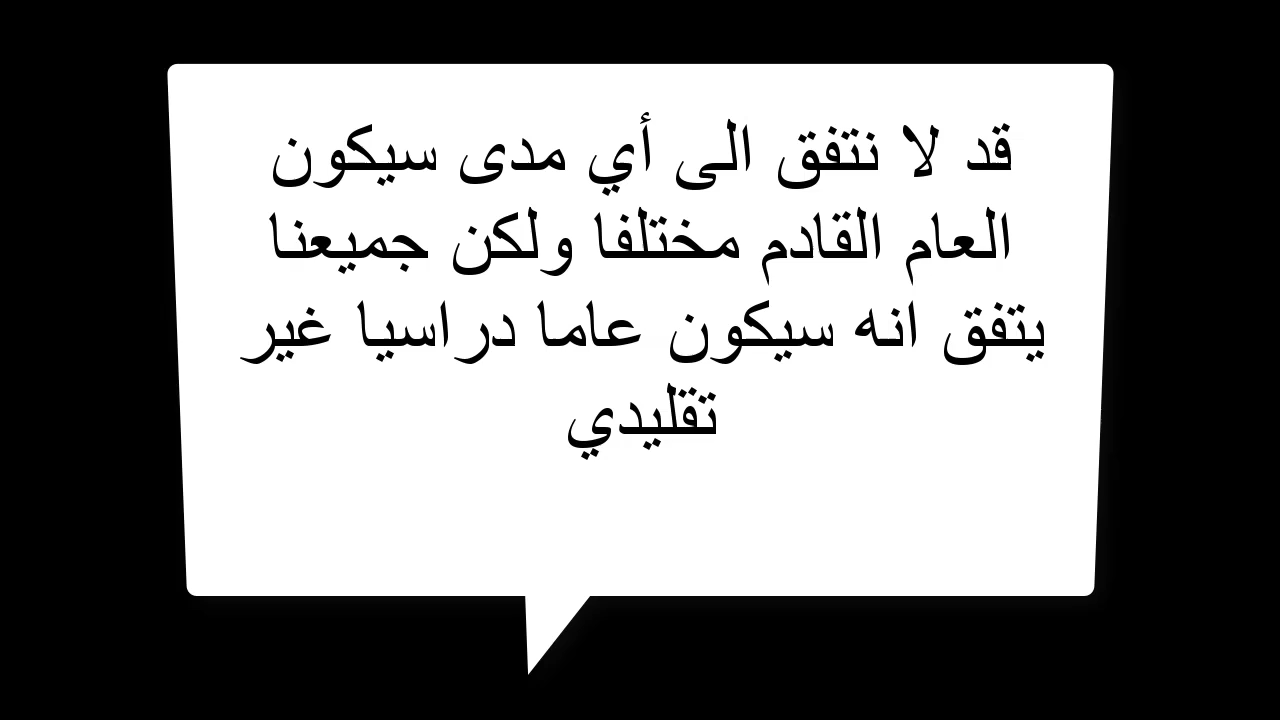 قد لا نتفق الى أي مدى سيكون
العام القادم مختلفا ولكن جميعنا
يتفق انه سيكون عاما دراسيا غير
تقليدي